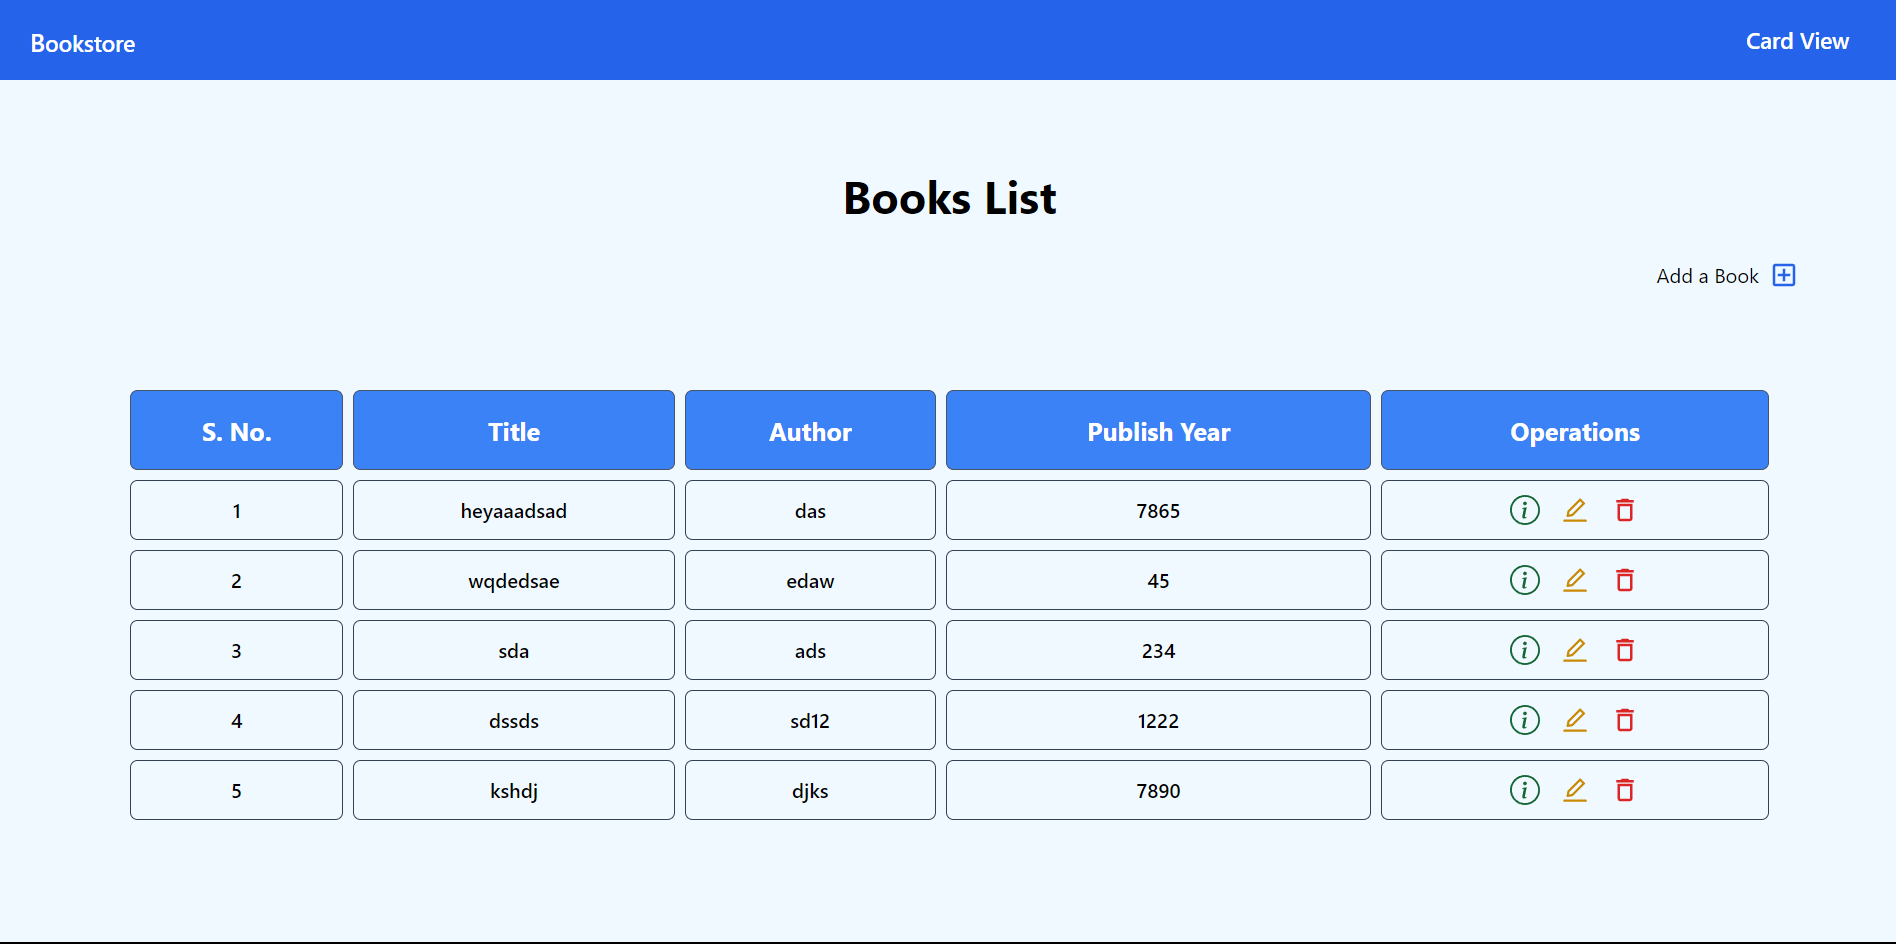 Bookstore Card View
Books List
Add a Book
S. No. Title Author Publish Year Operations
1 heyaaadsad das 7865
2 wqdedsae edaw 45
3 sda ads 234
4 dssds sd12 1222
5 kshdj djks 7890